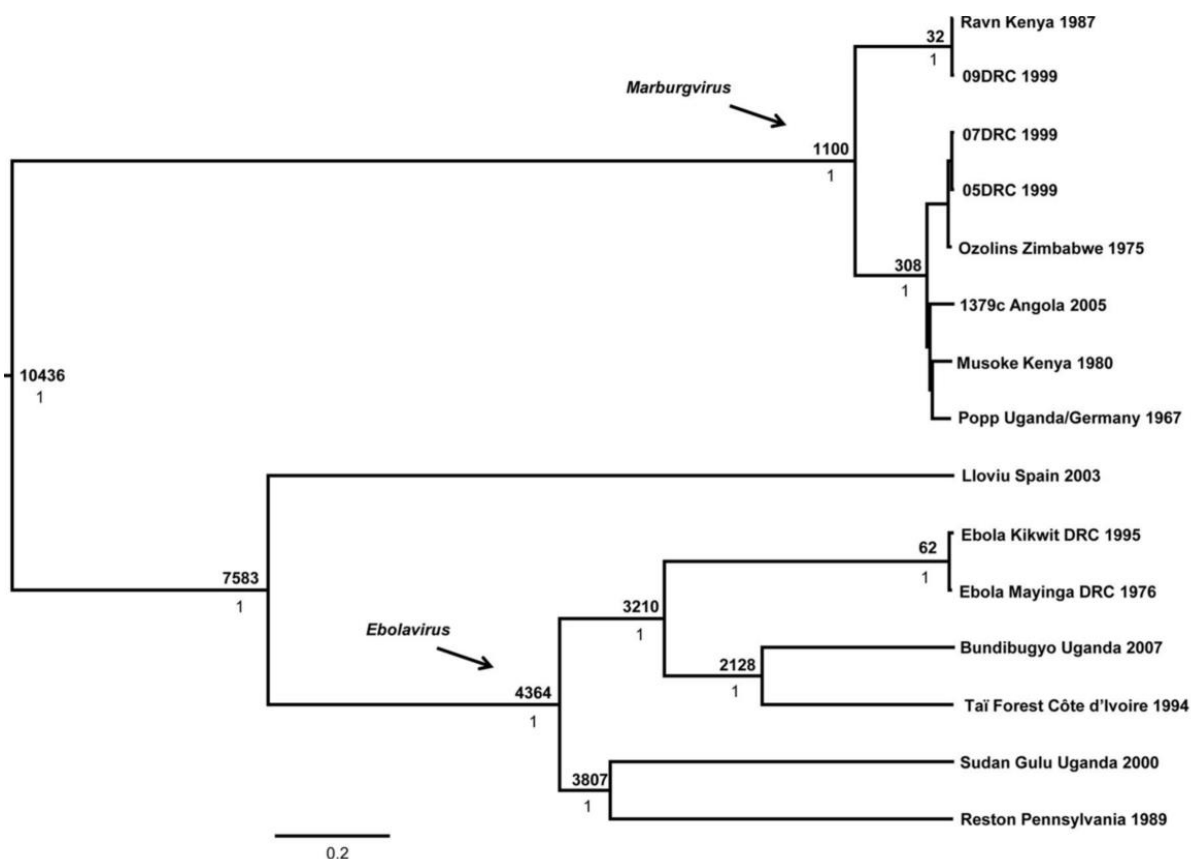 Ravn Kenya 1987
32
1
09DRC 1999
Marburgvirus
07DRC 1999
1100
1
05DRC 1999
Ozolins Zimbabwe 1975
308
1
1379c Angola 2005
Musoke Kenya 1980
10436
1
Popp Uganda/Germany 1967
Lloviu Spain 2003
Ebola Kikwit DRC 1995
62
1
7583
1
Ebola Mayinga DRC 1976
3210
1
Ebolavirus
Bundibugyo Uganda 2007
2128
1
4364
1
Taï Forest Côte d’Ivoire 1994
Sudan Gulu Uganda 2000
3807
1
Reston Pennsylvania 1989
0.2